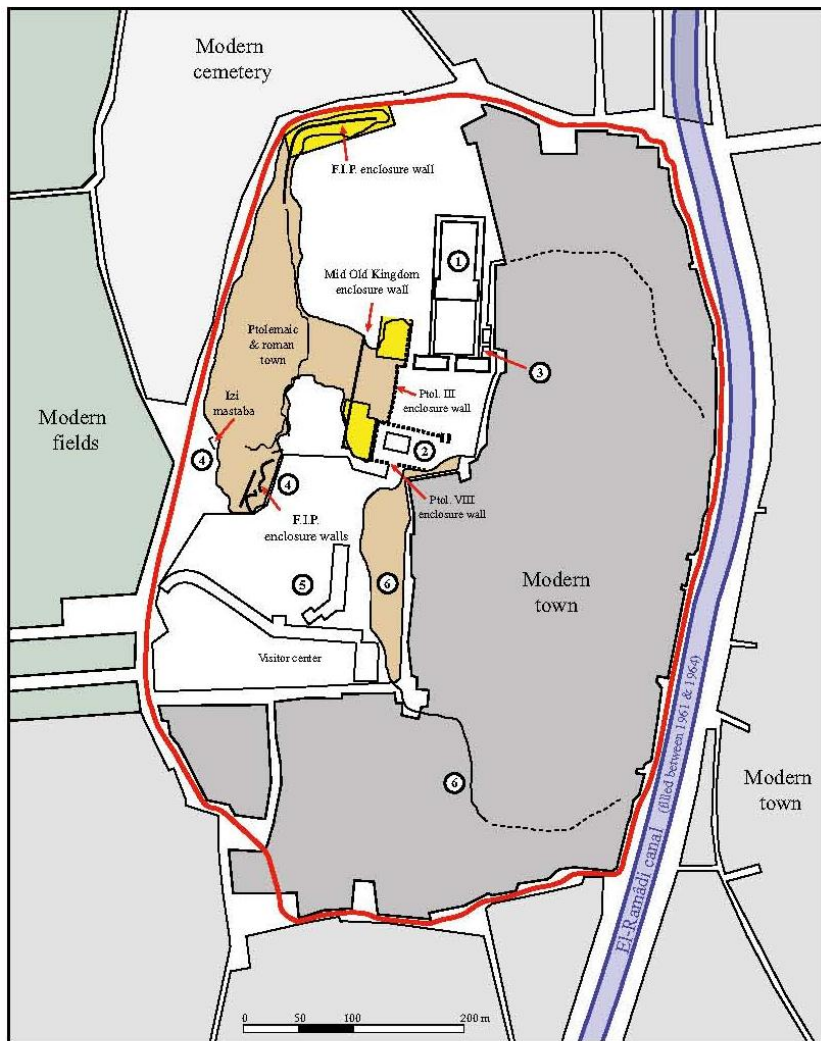 Modern
cemetery
F.I.P. enclosure wall
1
Mid Old Kingdom
enclosure wall
Ptolemaic
& roman
town
3
Izi
mastaba
Ptol. III
enclosure wall
Modern
fields
2
4
4
Ptol. VIII
enclosure wall
F.I.P.
enclosure walls
5
6
Modern
town
Visitor center
6
Modern
town
El-Ramâdi canal (filled between 1961 & 1964)
0 50 100 200 m